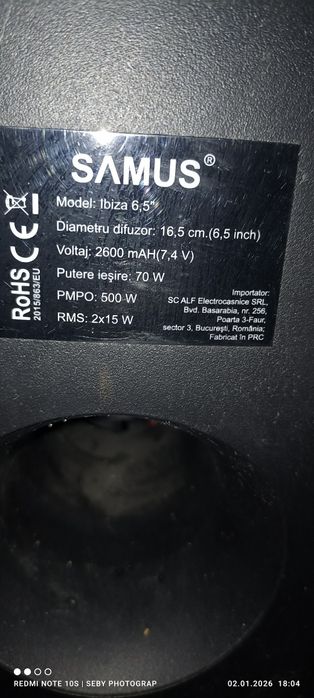 SAMUS®
Model: Ibiza 6,5"
Diametru difuzor: 16,5 cm.(6,5 inch)
Voltaj: 2600 mAH(7,4 V)
Putere ieșire: 70 W
PMPO: 500 W
RMS: 2x15 W
RoHS CE
2015/863/EU
Importator:
SC ALF Electrocasnice SRL,
Bvd. Basarabia, nr. 256,
Poarta 3-Faur,
sector 3, București, România;
Fabricat în PRC
REDMI NOTE 10S | SEBY PHOTOGRAP
02.01.2026 18:04